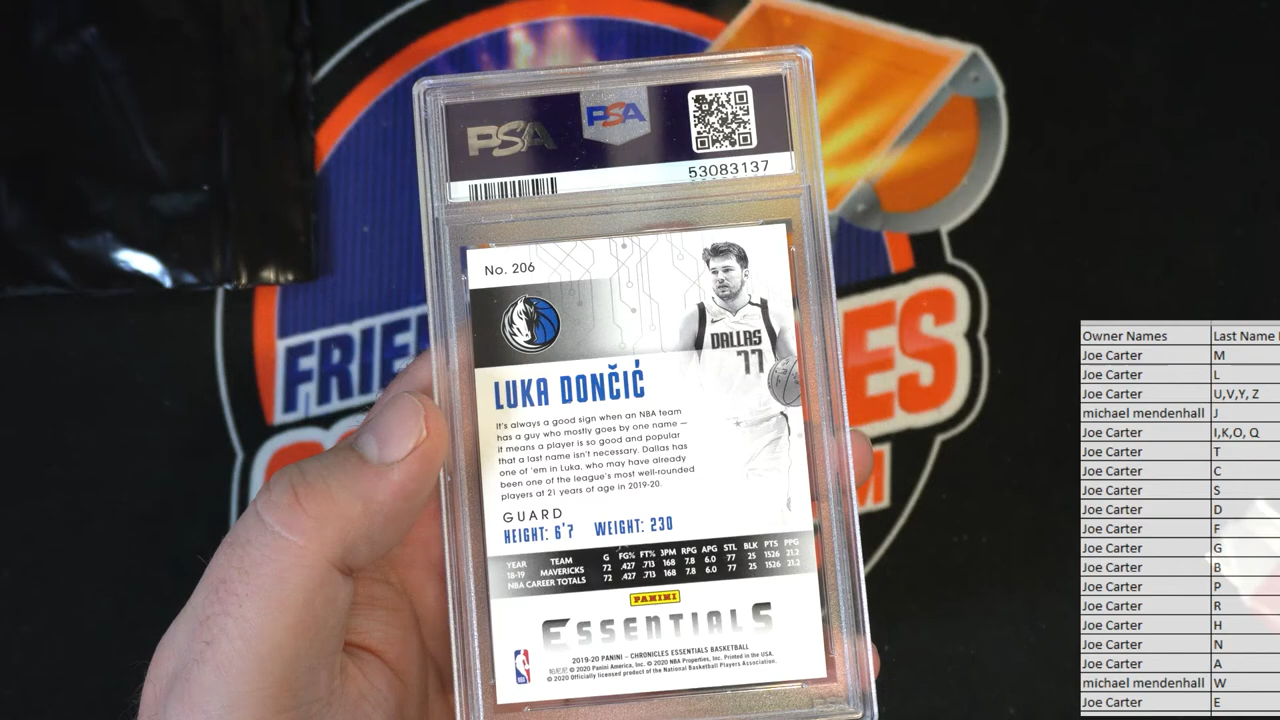 PSA
PSA
53083137
No. 206
DALLAS
77
LUKA DONČIĆ
It's always a good sign when an NBA team
has a guy who mostly goes by one name —
it means a player is so good and popular
that a last name isn't necessary. Dallas has
one of 'em in Luka, who may have already
been one of the league's most well-rounded
players at 21 years of age in 2019-20.
GUARD
HEIGHT: 6'7 WEIGHT: 230
YEAR TEAM G FG% FT% 3PM RPG APG STL BLK PTS PPG
18-19 MAVERICKS 72 .427 .713 168 7.8 6.0 77 25 1526 21.2
NBA CAREER TOTALS 72 .427 .713 168 7.8 6.0 77 25 1526 21.2
PANINI
ESSENTIALS
2019-20 PANINI – CHRONICLES ESSENTIALS BASKETBALL
帕尼尼 © 2020 Panini America, Inc. © 2020 NBA Properties, Inc. Printed in the USA.
© 2020 Officially licensed product of the National Basketball Players Association.
FRIE
ES
Owner Names Last Name
Joe Carter M
Joe Carter L
Joe Carter U,V,Y, Z
michael mendenhall J
Joe Carter I,K,O, Q
Joe Carter T
Joe Carter C
Joe Carter S
Joe Carter D
Joe Carter F
Joe Carter G
Joe Carter B
Joe Carter P
Joe Carter R
Joe Carter H
Joe Carter N
Joe Carter A
michael mendenhall W
Joe Carter E